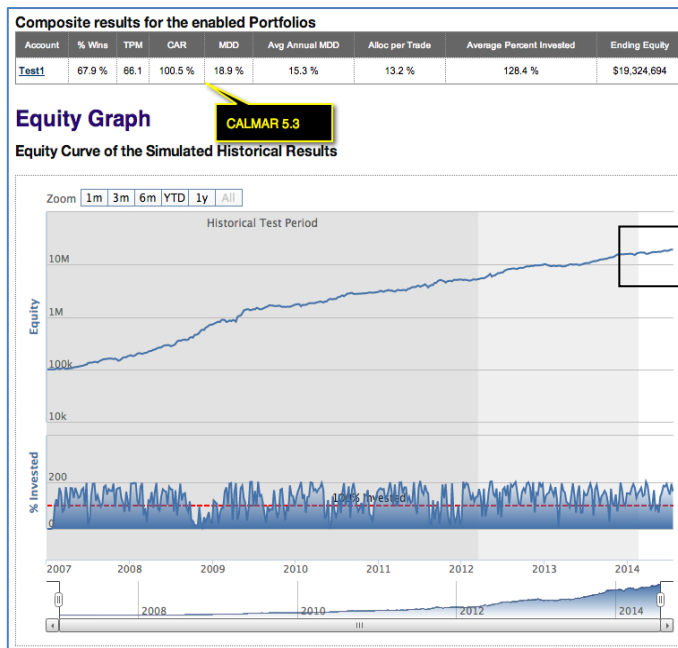 Composite results for the enabled Portfolios
Account % Wins TPM CAR MDD Avg Annual MDD Alloc per Trade Average Percent Invested Ending Equity
Test1 67.9 % 66.1 100.5 % 18.9 % 15.3 % 13.2 % 128.4 % $19,324,694
CALMAR 5.3
Equity Graph
Equity Curve of the Simulated Historical Results
Zoom 1m 3m 6m YTD 1y All
Historical Test Period
10M
1M
100k
10k
Equity
200
100% Invested
0
% Invested
2007 2008 2009 2010 2011 2012 2013 2014
2008 2010 2012 2014